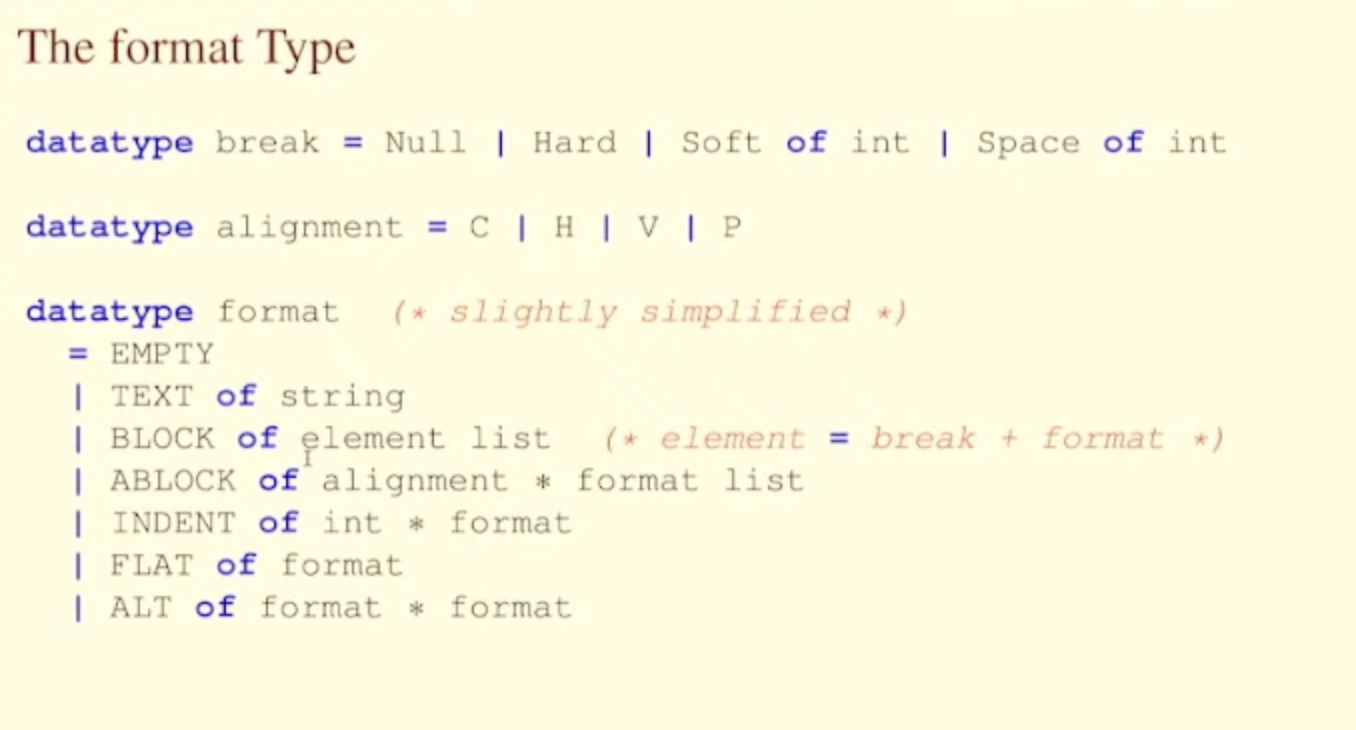 The format Type
datatype break = Null | Hard | Soft of int | Space of int
datatype alignment = C | H | V | P
datatype format (* slightly simplified *)
= EMPTY
| TEXT of string
| BLOCK of element list (* element = break + format *)
| ABLOCK of alignment * format list
| INDENT of int * format
| FLAT of format
| ALT of format * format